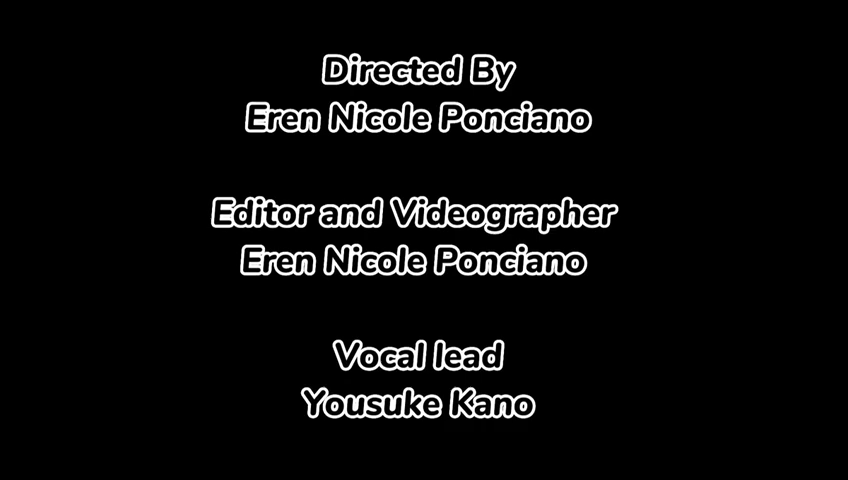 Directed By
Eren Nicole Ponciano
Editor and Videographer
Eren Nicole Ponciano
Vocal lead
Yousuke Kano